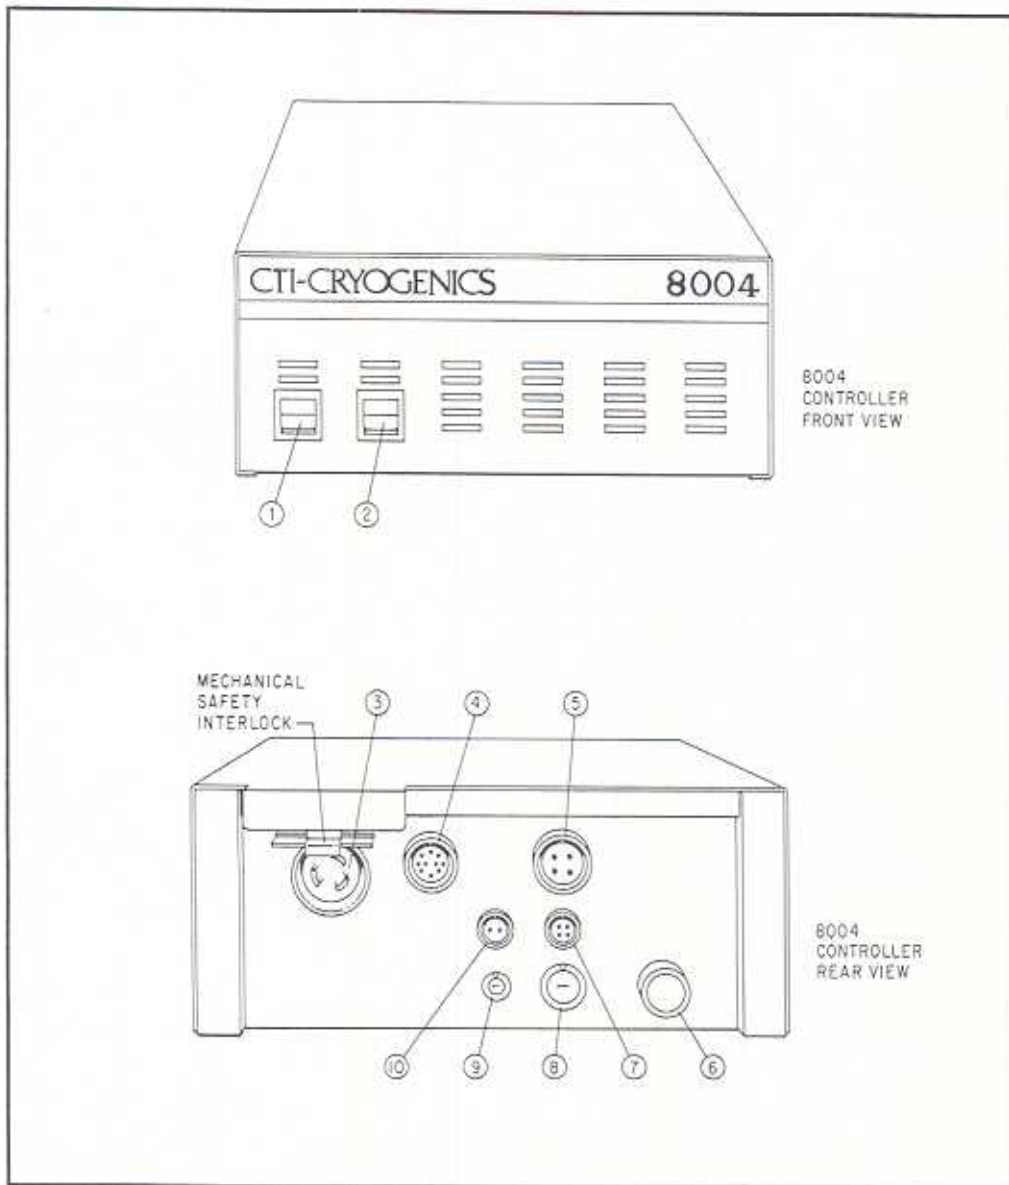 CTI-CRYOGENICS 8004
8004
CONTROLLER
FRONT VIEW
1 2
MECHANICAL
SAFETY
INTERLOCK
3 4 5
8004
CONTROLLER
REAR VIEW
10 9 8 7 6